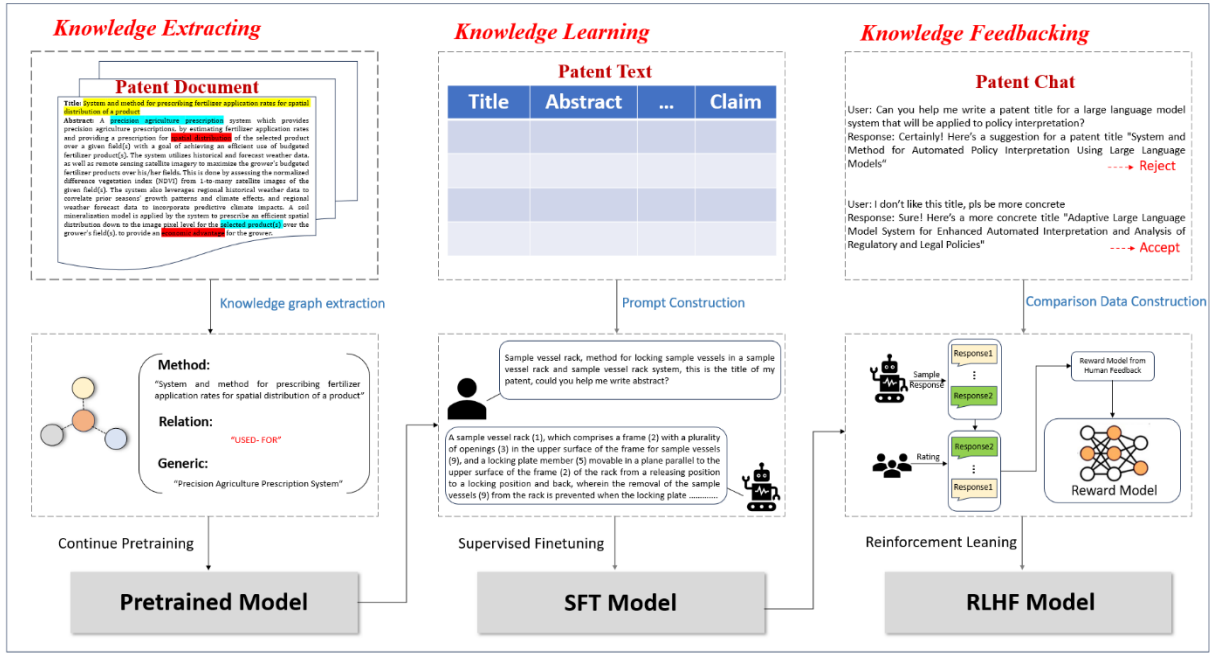 Knowledge Extracting
Patent Document
Title: System and method for prescribing fertilizer application rates for spatial
distribution of a product
Abstract: A precision agriculture prescription system which provides
precision agriculture prescriptions, by estimating fertilizer application rates
and providing a prescription for spatial distribution of the selected product
over a given field(s) with a goal of achieving an efficient use of budgeted
fertilizer product(s). The system utilizes historical and forecast weather data,
as well as remote sensing satellite imagery to maximize the grower's budgeted
fertilizer products over his/her fields. This is done by assessing the normalized
difference vegetation index (NDVI) from 1-to-many satellite images of the
given field(s). The system also leverages regional historical weather data to
correlate prior seasons' growth patterns and climate effects, and regional
weather forecast data to incorporate predictive climate impacts. A soil
mineralization model is applied by the system to prescribe an efficient spatial
distribution down to the image pixel level for the selected product(s) over the
grower's field(s). to provide an economic advantage for the grower.
Knowledge graph extraction
Method:
"System and method for prescribing fertilizer
application rates for spatial distribution of a product"
Relation:
"USED- FOR"
Generic:
"Precision Agriculture Prescription System"
Continue Pretraining
Pretrained Model
Knowledge Learning
Patent Text
Title Abstract ... Claim
Prompt Construction
Sample vessel rack, method for locking sample vessels in a sample
vessel rack and sample vessel rack system, this is the title of my
patent, could you help me write abstract?
A sample vessel rack (1), which comprises a frame (2) with a plurality
of openings (3) in the upper surface of the frame for sample vessels
(9), and a locking plate member (5) movable in a plane parallel to the
upper surface of the frame (2) of the rack from a releasing position
to a locking position and back, wherein the removal of the sample
vessels (9) from the rack is prevented when the locking plate ............
Supervised Finetuning
SFT Model
Knowledge Feedbacking
Patent Chat
User: Can you help me write a patent title for a large language model
system that will be applied to policy interpretation?
Response: Certainly! Here's a suggestion for a patent title "System and
Method for Automated Policy Interpretation Using Large Language
Models"
Reject
User: I don't like this title, pls be more concrete
Response: Sure! Here's a more concrete title "Adaptive Large Language
Model System for Enhanced Automated Interpretation and Analysis of
Regulatory and Legal Policies"
Accept
Comparison Data Construction
Sample
Response
Response1
Response2
Rating
Response2
Response1
Reward Model from
Human Feedback
Reward Model
Reinforcement Leaning
RLHF Model